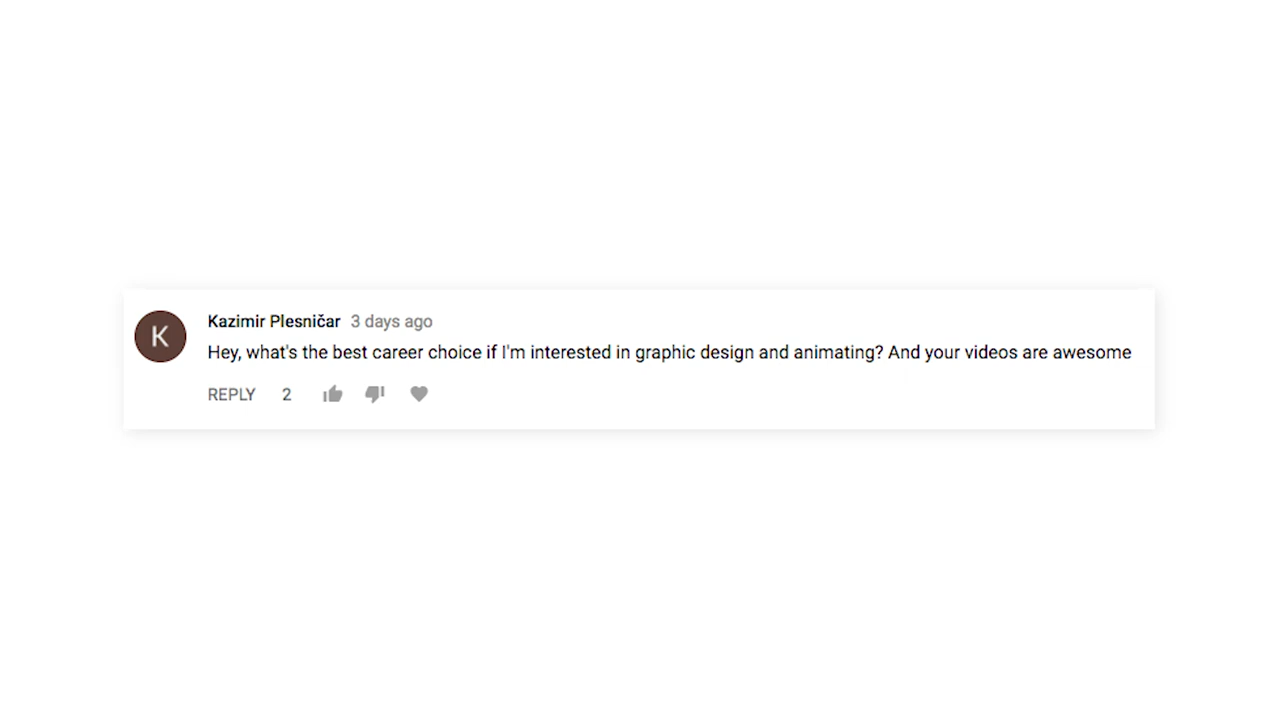 K
Kazimir Plesničar 3 days ago
Hey, what's the best career choice if I'm interested in graphic design and animating? And your videos are awesome
REPLY 2